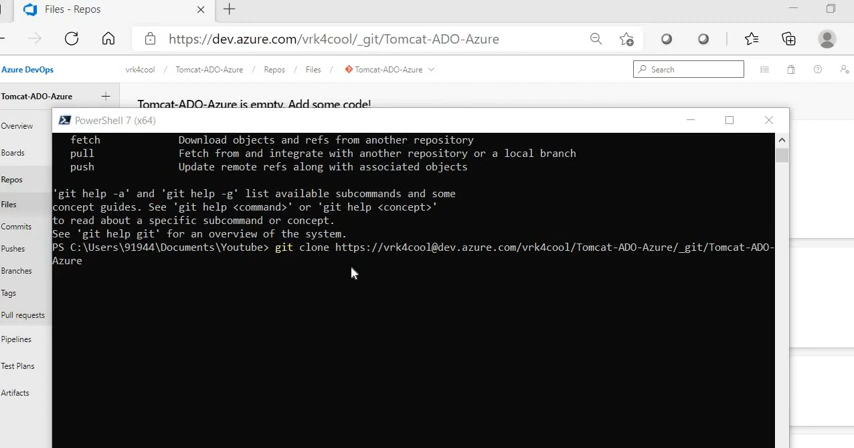 Files - Repos
https://dev.azure.com/vrk4cool/_git/Tomcat-ADO-Azure
Azure DevOps
vrk4cool / Tomcat-ADO-Azure / Repos / Files / Tomcat-ADO-Azure
Search
Tomcat-ADO-Azure
Tomcat-ADO-Azure is empty. Add some code!
Overview
Boards
Repos
Files
Commits
Pushes
Branches
Tags
Pull requests
Pipelines
Test Plans
Artifacts
PowerShell 7 (x64)
fetch Download objects and refs from another repository
pull Fetch from and integrate with another repository or a local branch
push Update remote refs along with associated objects
'git help -a' and 'git help -g' list available subcommands and some
concept guides. See 'git help <command>' or 'git help <concept>'
to read about a specific subcommand or concept.
See 'git help git' for an overview of the system.
PS C:\Users\91944\Documents\Youtube> git clone https://vrk4cool@dev.azure.com/vrk4cool/Tomcat-ADO-Azure/_git/Tomcat-ADO-
Azure